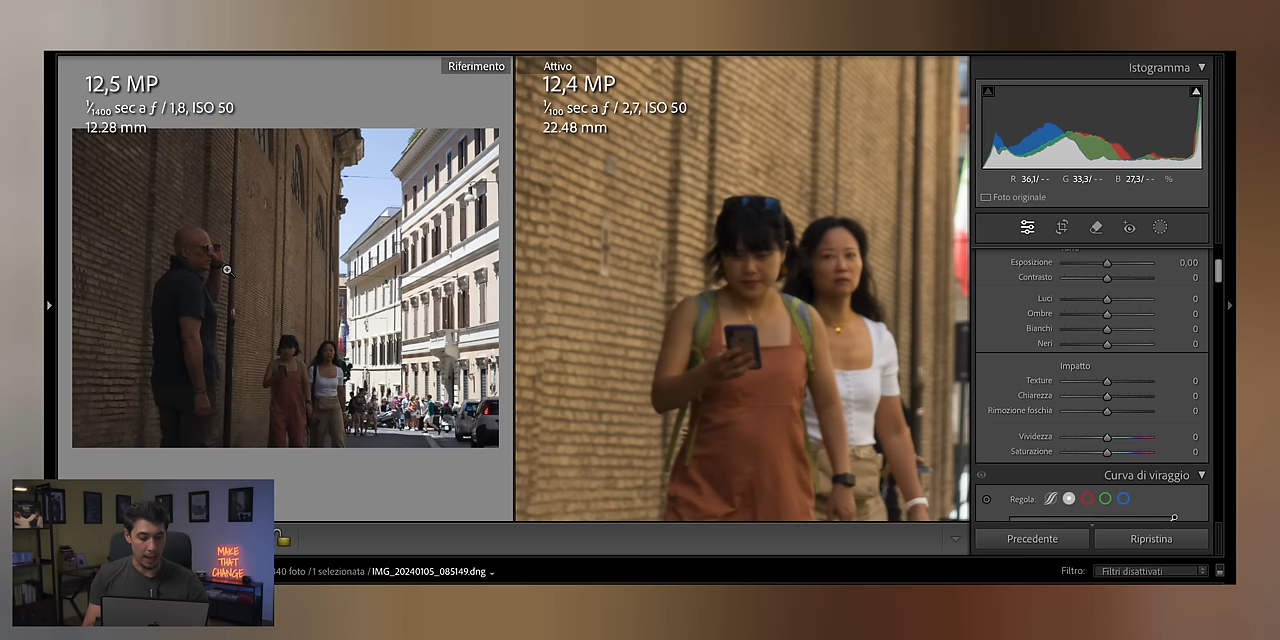 Riferimento
12,5 MP
1/1400 sec a ƒ / 1,8, ISO 50
12.28 mm
Attivo
12,4 MP
1/100 sec a ƒ / 2,7, ISO 50
22.48 mm
Istogramma
R 36,1/-- G 33,3/-- B 27,3/-- %
Foto originale
Esposizione 0,00
Contrasto 0
Luci 0
Ombre 0
Bianchi 0
Neri 0
Impatto
Texture 0
Chiarezza 0
Rimozione foschia 0
Vividezza 0
Saturazione 0
Curva di viraggio
Regola:
Precedente Ripristina
40 foto / 1 selezionata / IMG_20240105_085149.dng
Filtro: Filtri disattivati
MAKE
THAT
CHANGE